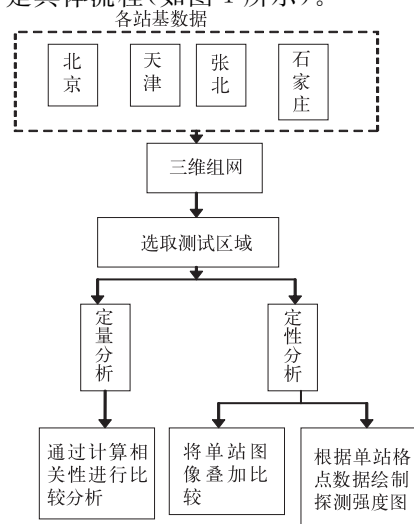 定具体流程(如图1所示)。
各站基数据
北京
天津
张北
石家庄
三维组网
选取测试区域
定量分析
定性分析
通过计算相
关性进行比
较分析
将单站图
像叠加比
较
根据单站格
点数据绘制
探测强度图